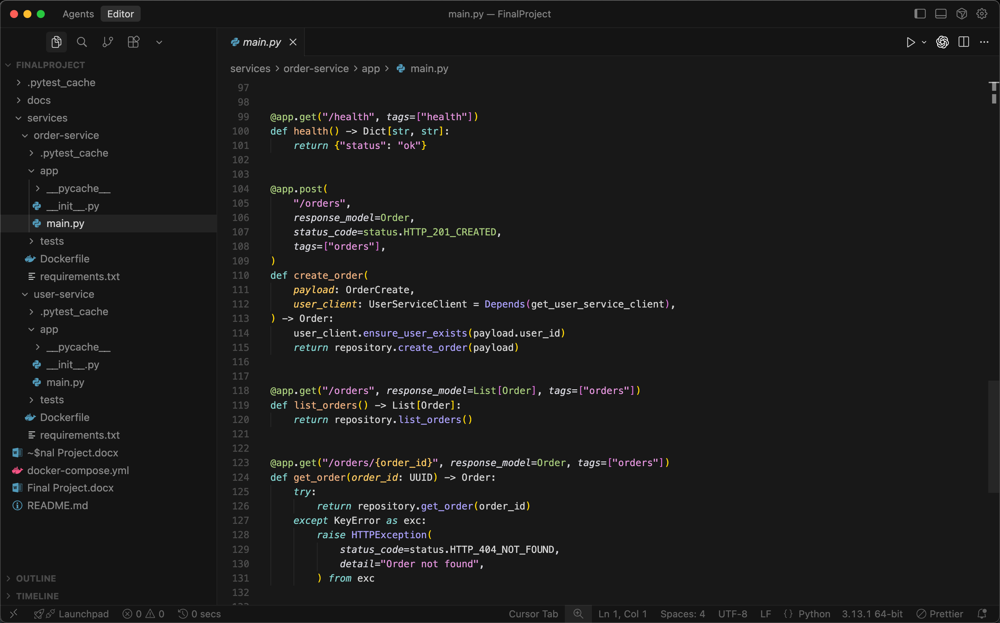 Agents
Editor
main.py — FinalProject
main.py
FINALPROJECT
.pytest_cache
docs
services
order-service
.pytest_cache
app
__pycache__
__init__.py
main.py
tests
Dockerfile
requirements.txt
user-service
.pytest_cache
app
__pycache__
__init__.py
main.py
tests
Dockerfile
requirements.txt
~$nal Project.docx
docker-compose.yml
Final Project.docx
README.md
OUTLINE
TIMELINE
services > order-service > app > main.py
97
98
99 @app.get("/health", tags=["health"])
100 def health() -> Dict[str, str]:
101     return {"status": "ok"}
102
103
104 @app.post(
105     "/orders",
106     response_model=Order,
107     status_code=status.HTTP_201_CREATED,
108     tags=["orders"],
109 )
110 def create_order(
111     payload: OrderCreate,
112     user_client: UserServiceClient = Depends(get_user_service_client),
113 ) -> Order:
114     user_client.ensure_user_exists(payload.user_id)
115     return repository.create_order(payload)
116
117
118 @app.get("/orders", response_model=List[Order], tags=["orders"])
119 def list_orders() -> List[Order]:
120     return repository.list_orders()
121
122
123 @app.get("/orders/{order_id}", response_model=Order, tags=["orders"])
124 def get_order(order_id: UUID) -> Order:
125     try:
126         return repository.get_order(order_id)
127     except KeyError as exc:
128         raise HTTPException(
129             status_code=status.HTTP_404_NOT_FOUND,
130             detail="Order not found",
131         ) from exc
132
Launchpad 0 0 0 secs Cursor Tab Ln 1, Col 1 Spaces: 4 UTF-8 LF {} Python 3.13.1 64-bit Prettier